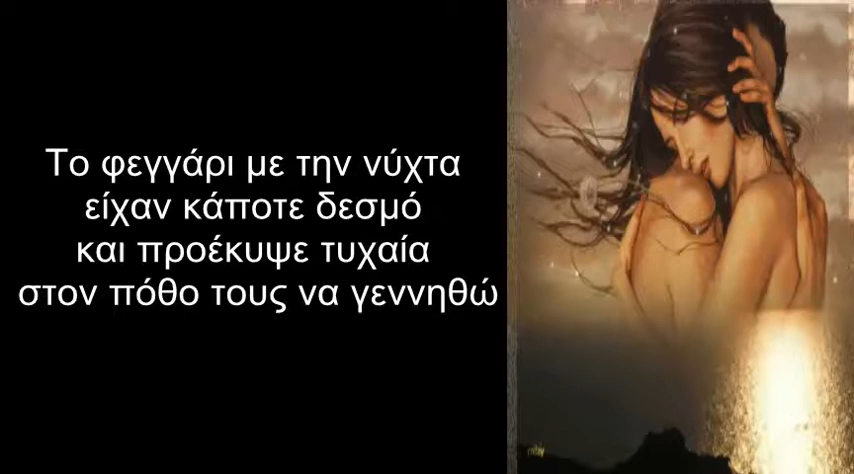 Το φεγγάρι με την νύχτα
είχαν κάποτε δεσμό
και προέκυψε τυχαία
στον πόθο τους να γεννηθώ